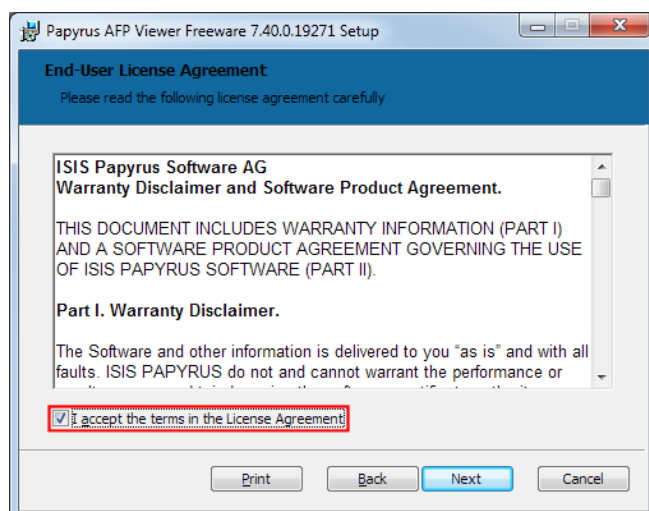 Papyrus AFP Viewer Freeware 7.40.0.19271 Setup
End-User License Agreement
Please read the following license agreement carefully
ISIS Papyrus Software AG
Warranty Disclaimer and Software Product Agreement.
THIS DOCUMENT INCLUDES WARRANTY INFORMATION (PART I)
AND A SOFTWARE PRODUCT AGREEMENT GOVERNING THE USE
OF ISIS PAPYRUS SOFTWARE (PART II).
Part I. Warranty Disclaimer.
The Software and other information is delivered to you “as is” and with all
faults. ISIS PAPYRUS do not and cannot warrant the performance or
I accept the terms in the License Agreement
Print Back Next Cancel